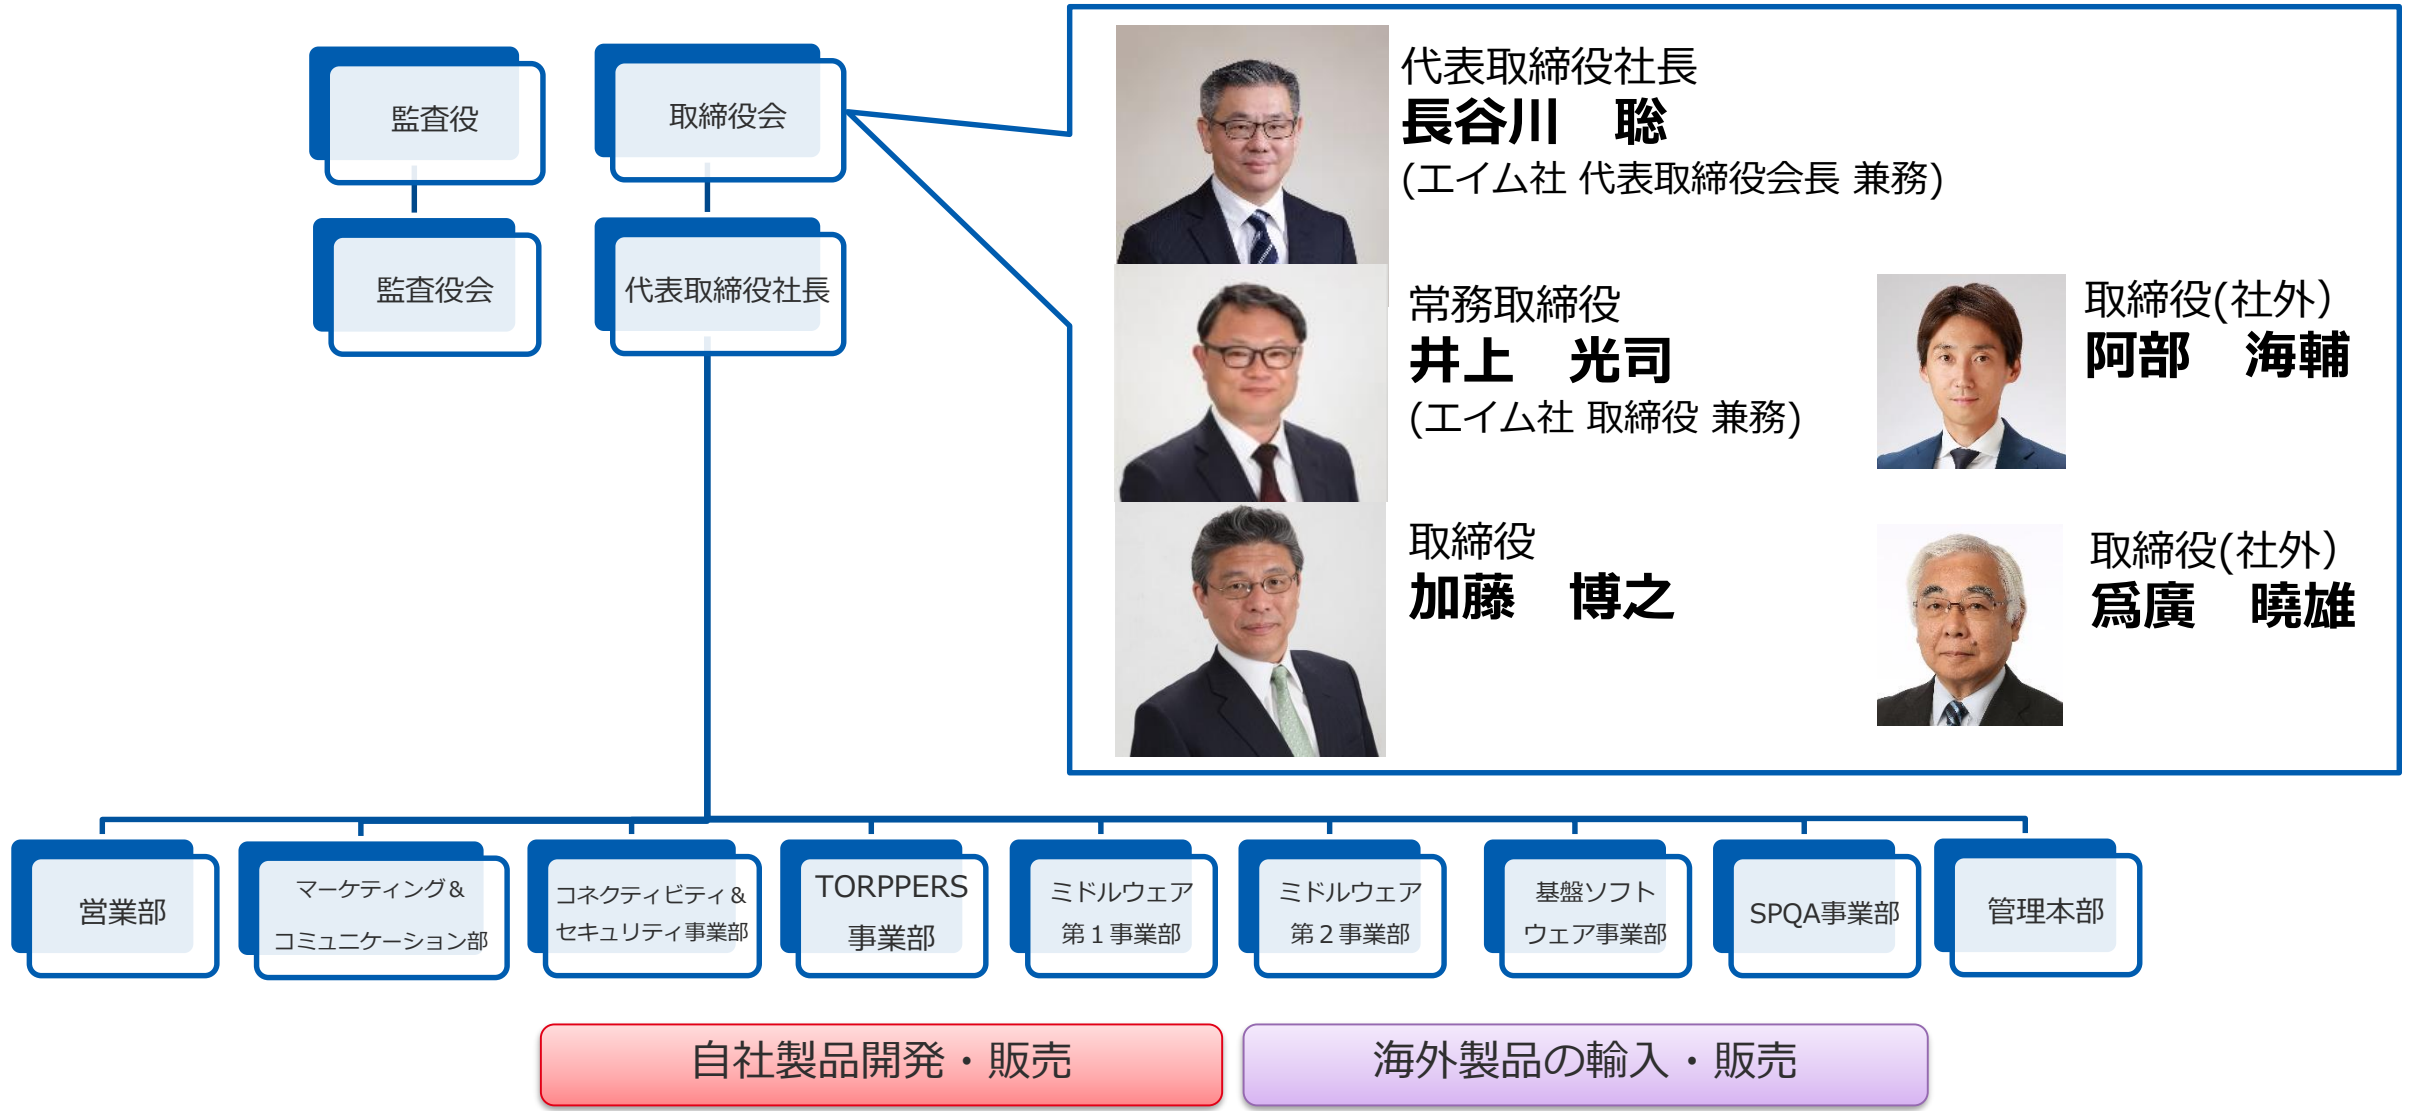 監査役
取締役会
監査役会
代表取締役社長
代表取締役社長
長谷川　聡
(エイム社 代表取締役会長 兼務)
常務取締役
井上　光司
(エイム社 取締役 兼務)
取締役
加藤　博之
取締役(社外）
阿部　海輔
取締役(社外）
爲廣　曉雄
営業部
マーケティング＆
コミュニケーション部
コネクティビティ＆
セキュリティ事業部
TORPPERS
事業部
ミドルウェア
第１事業部
ミドルウェア
第２事業部
基盤ソフト
ウェア事業部
SPQA事業部
管理本部
自社製品開発・販売
海外製品の輸入・販売